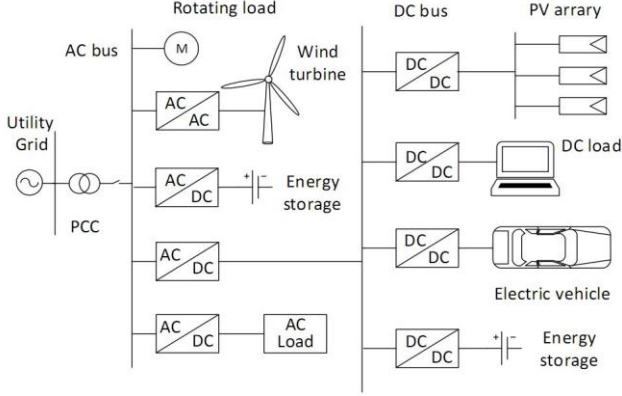 Rotating load
DC bus
PV arrary
AC bus
M
Wind
turbine
DC
DC
AC
AC
Utility
Grid
DC
DC
DC load
AC
DC
+ -
Energy
storage
PCC
DC
DC
AC
DC
Electric vehicle
AC
DC
AC
Load
DC
DC
+ -
Energy
storage